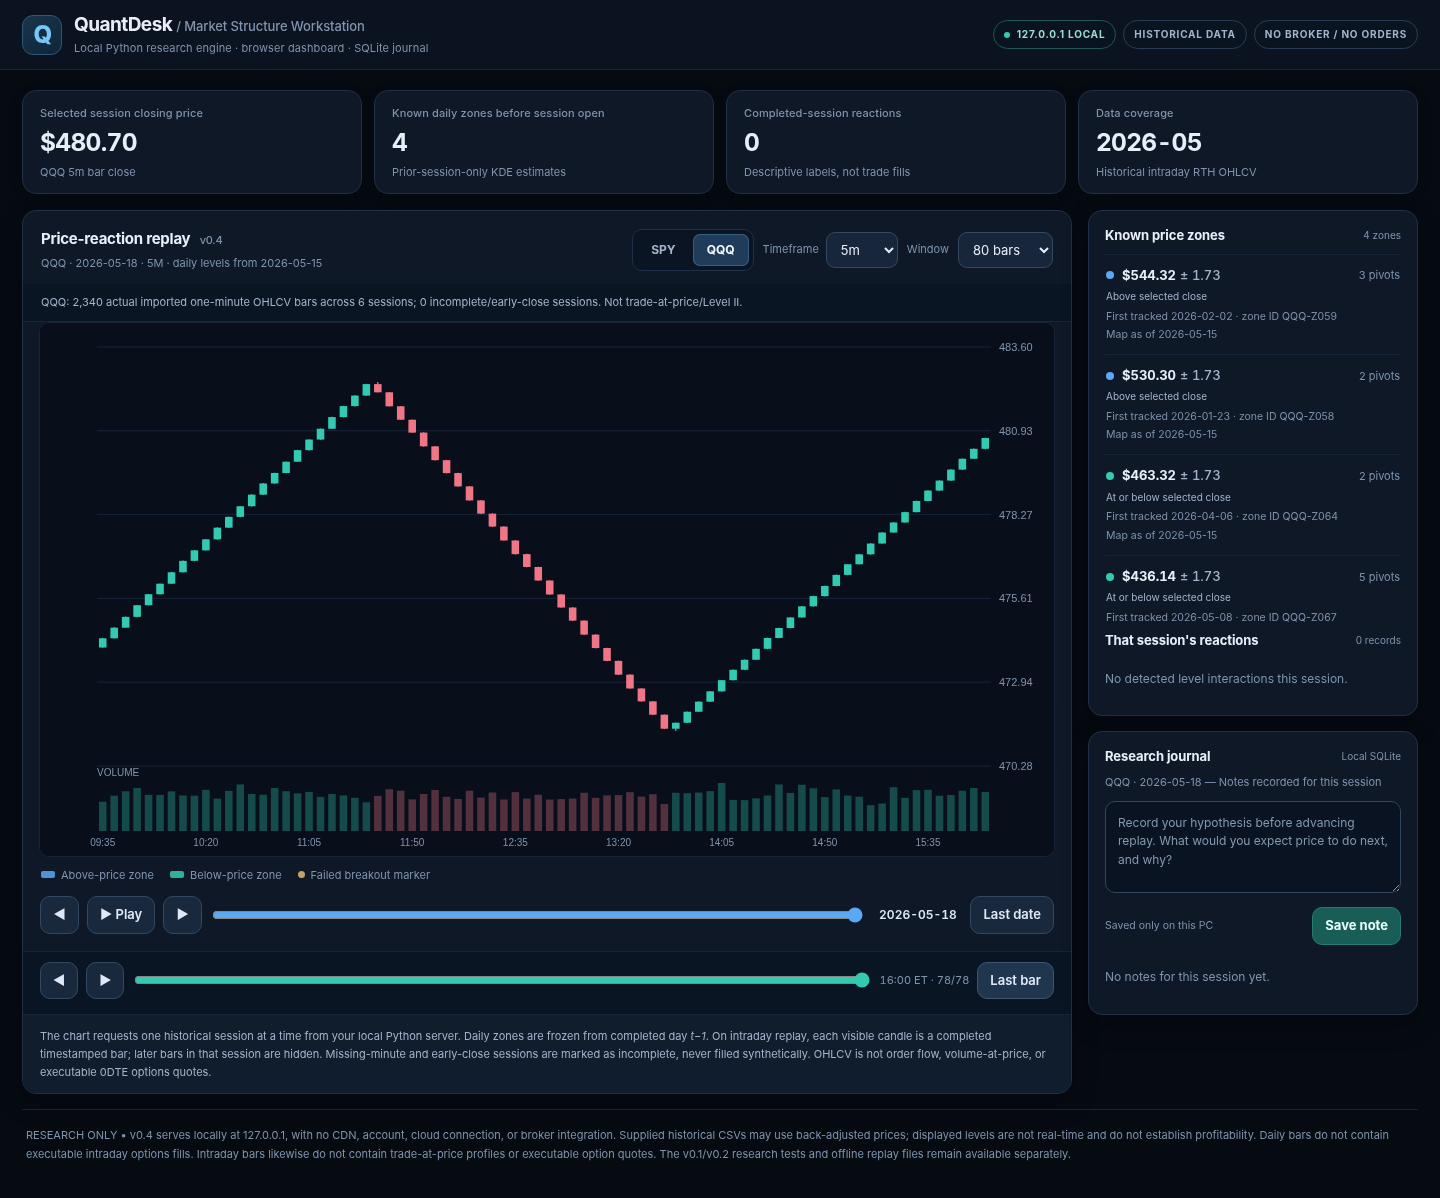 Q
QuantDesk / Market Structure Workstation
Local Python research engine · browser dashboard · SQLite journal
127.0.0.1 LOCAL
HISTORICAL DATA
NO BROKER / NO ORDERS
Selected session closing price
$480.70
QQQ 5m bar close
Known daily zones before session open
4
Prior-session-only KDE estimates
Completed-session reactions
0
Descriptive labels, not trade fills
Data coverage
2026-05
Historical intraday RTH OHLCV
Price-reaction replay v0.4
QQQ · 2026-05-18 · 5M · daily levels from 2026-05-15
SPY
QQQ
Timeframe
5m
Window
80 bars
QQQ: 2,340 actual imported one-minute OHLCV bars across 6 sessions; 0 incomplete/early-close sessions. Not trade-at-price/Level II.
483.60
480.93
478.27
475.61
472.94
470.28
VOLUME
09:35 10:20 11:05 11:50 12:35 13:20 14:05 14:50 15:35
Above-price zone
Below-price zone
Failed breakout marker
◀
▶ Play
▶
2026-05-18
Last date
◀
▶
16:00 ET · 78/78
Last bar
The chart requests one historical session at a time from your local Python server. Daily zones are frozen from completed day t−1. On intraday replay, each visible candle is a completed
timestamped bar; later bars in that session are hidden. Missing-minute and early-close sessions are marked as incomplete, never filled synthetically. OHLCV is not order flow, volume-at-price, or
executable 0DTE options quotes.
Known price zones
4 zones
$544.32 ± 1.73
3 pivots
Above selected close
First tracked 2026-02-02 · zone ID QQQ-Z059
Map as of 2026-05-15
$530.30 ± 1.73
2 pivots
Above selected close
First tracked 2026-01-23 · zone ID QQQ-Z058
Map as of 2026-05-15
$463.32 ± 1.73
2 pivots
At or below selected close
First tracked 2026-04-06 · zone ID QQQ-Z064
Map as of 2026-05-15
$436.14 ± 1.73
5 pivots
At or below selected close
First tracked 2026-05-08 · zone ID QQQ-Z067
That session's reactions
0 records
No detected level interactions this session.
Research journal
Local SQLite
QQQ · 2026-05-18 — Notes recorded for this session
Record your hypothesis before advancing
replay. What would you expect price to do next,
and why?
Saved only on this PC
Save note
No notes for this session yet.
RESEARCH ONLY • v0.4 serves locally at 127.0.0.1, with no CDN, account, cloud connection, or broker integration. Supplied historical CSVs may use back-adjusted prices; displayed levels are not real-time and do not establish profitability. Daily bars do not contain
executable intraday options fills. Intraday bars likewise do not contain trade-at-price profiles or executable option quotes. The v0.1/v0.2 research tests and offline replay files remain available separately.